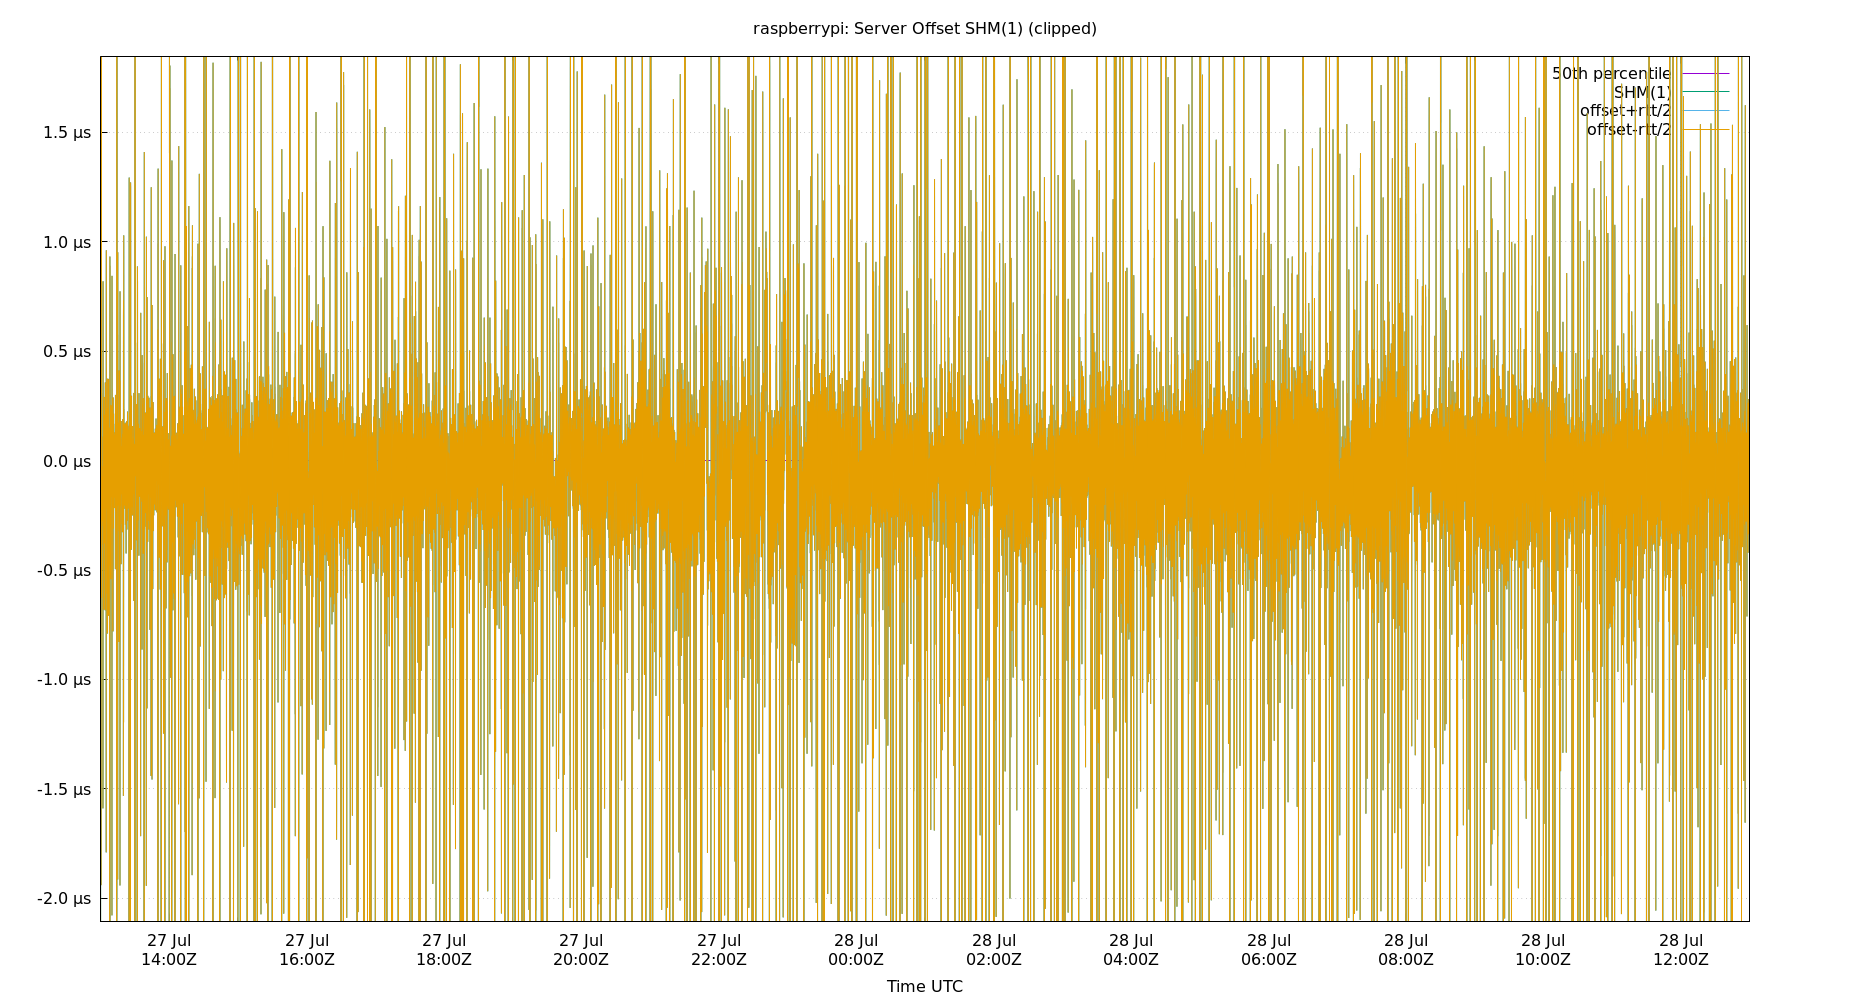 raspberrypi: Server Offset SHM(1) (clipped)
50th percentile
SHM(1)
offset+rtt/2
offset-rtt/2
1.5 µs
1.0 µs
0.5 µs
0.0 µs
-0.5 µs
-1.0 µs
-1.5 µs
-2.0 µs
27 Jul 27 Jul 27 Jul 27 Jul 27 Jul 28 Jul 28 Jul 28 Jul 28 Jul 28 Jul 28 Jul 28 Jul
14:00Z 16:00Z 18:00Z 20:00Z 22:00Z 00:00Z 02:00Z 04:00Z 06:00Z 08:00Z 10:00Z 12:00Z
Time UTC